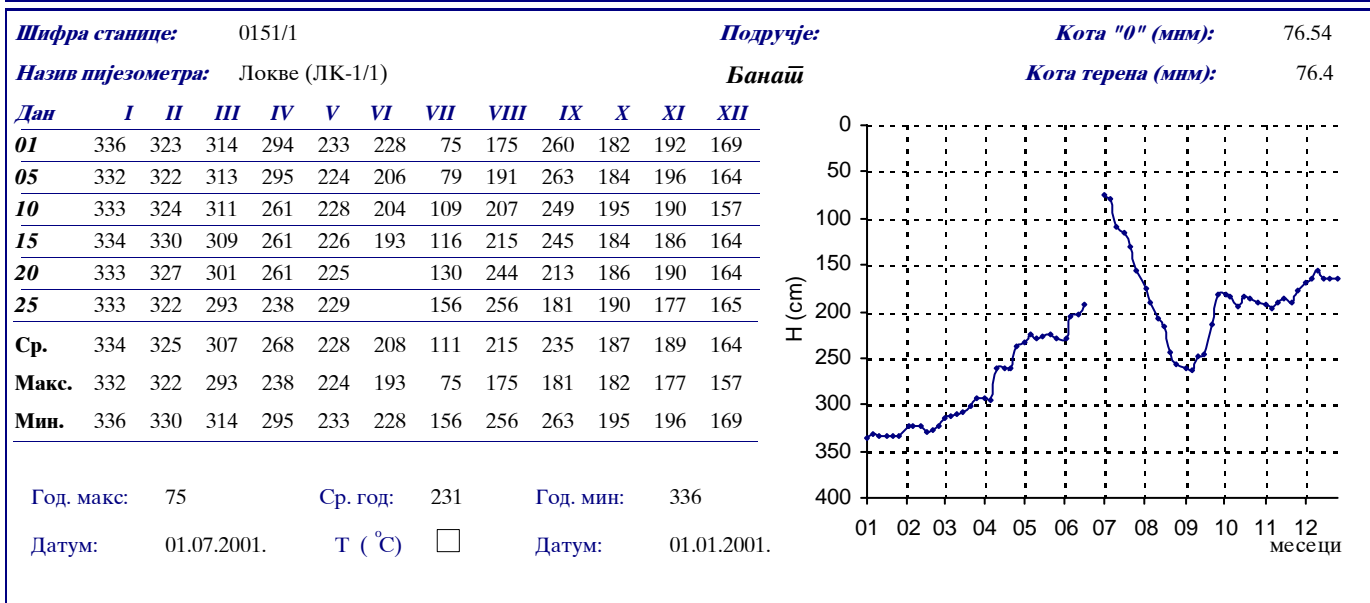 Шифра станице: 0151/1 Подручје: Кота "0" (мнм): 76.54
Назив пијезометра: Локве (ЛК-1/1) Банат Кота терена (мнм): 76.4
Дан I II III IV V VI VII VIII IX X XI XII
01 336 323 314 294 233 228 75 175 260 182 192 169
05 332 322 313 295 224 206 79 191 263 184 196 164
10 333 324 311 261 228 204 109 207 249 195 190 157
15 334 330 309 261 226 193 116 215 245 184 186 164
20 333 327 301 261 225 130 244 213 186 190 164
25 333 322 293 238 229 156 256 181 190 177 165
Ср. 334 325 307 268 228 208 111 215 235 187 189 164
Макс. 332 322 293 238 224 193 75 175 181 182 177 157
Мин. 336 330 314 295 233 228 156 256 263 195 196 169
Год. макс: 75 Ср. год: 231 Год. мин: 336
Датум: 01.07.2001. Т ( °C) Датум: 01.01.2001.
0
50
100
150
200
250
300
350
400
H (cm)
01 02 03 04 05 06 07 08 09 10 11 12
месеци